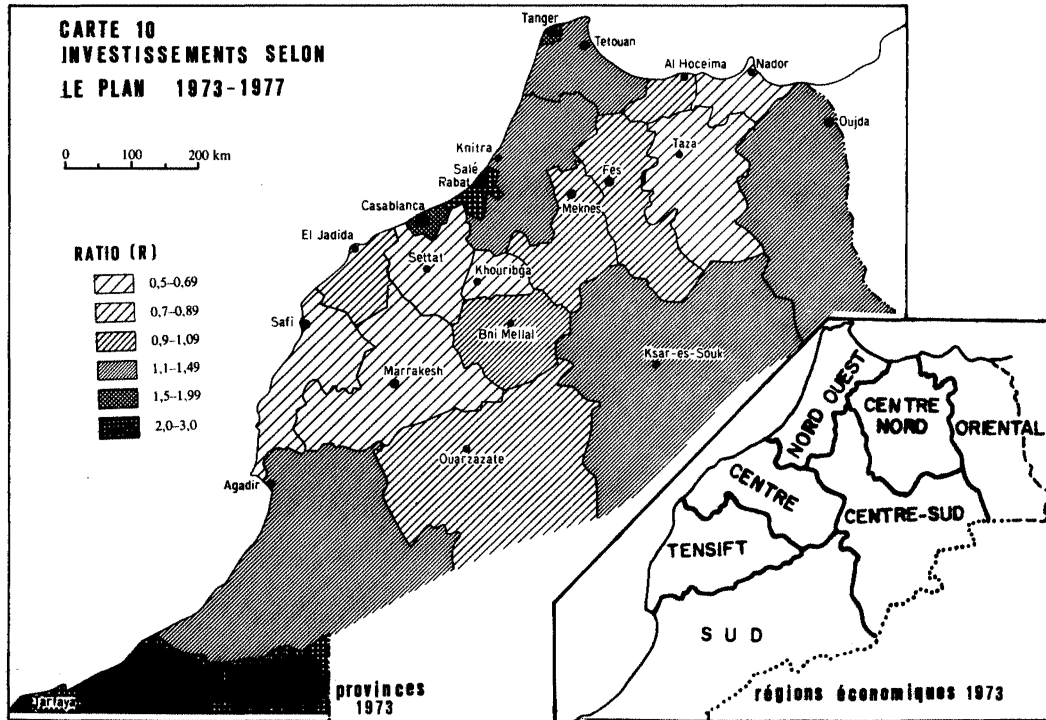 CARTE 10
INVESTISSEMENTS SELON
LE PLAN 1973-1977
0 100 200 km
RATIO (R)
0,5-0.69
0,7-0,89
0,9-1,09
1,1-1,49
1,5-1.99
2,0-3,0
Tanger
Tetouan
Al Hoceima
Nador
Oujda
Knitra
Taza
Salé
Rabat
Fès
Meknès
Casablanca
El Jadida
Settat
Khouribga
Safi
Bni Mellal
Ksar-es-Souk
Marrakesh
Ouarzazate
Agadir
provinces
1973
NORD OUEST
CENTRE
NORD
ORIENTAL
CENTRE
CENTRE-SUD
TENSIFT
SUD
régions économiques 1973